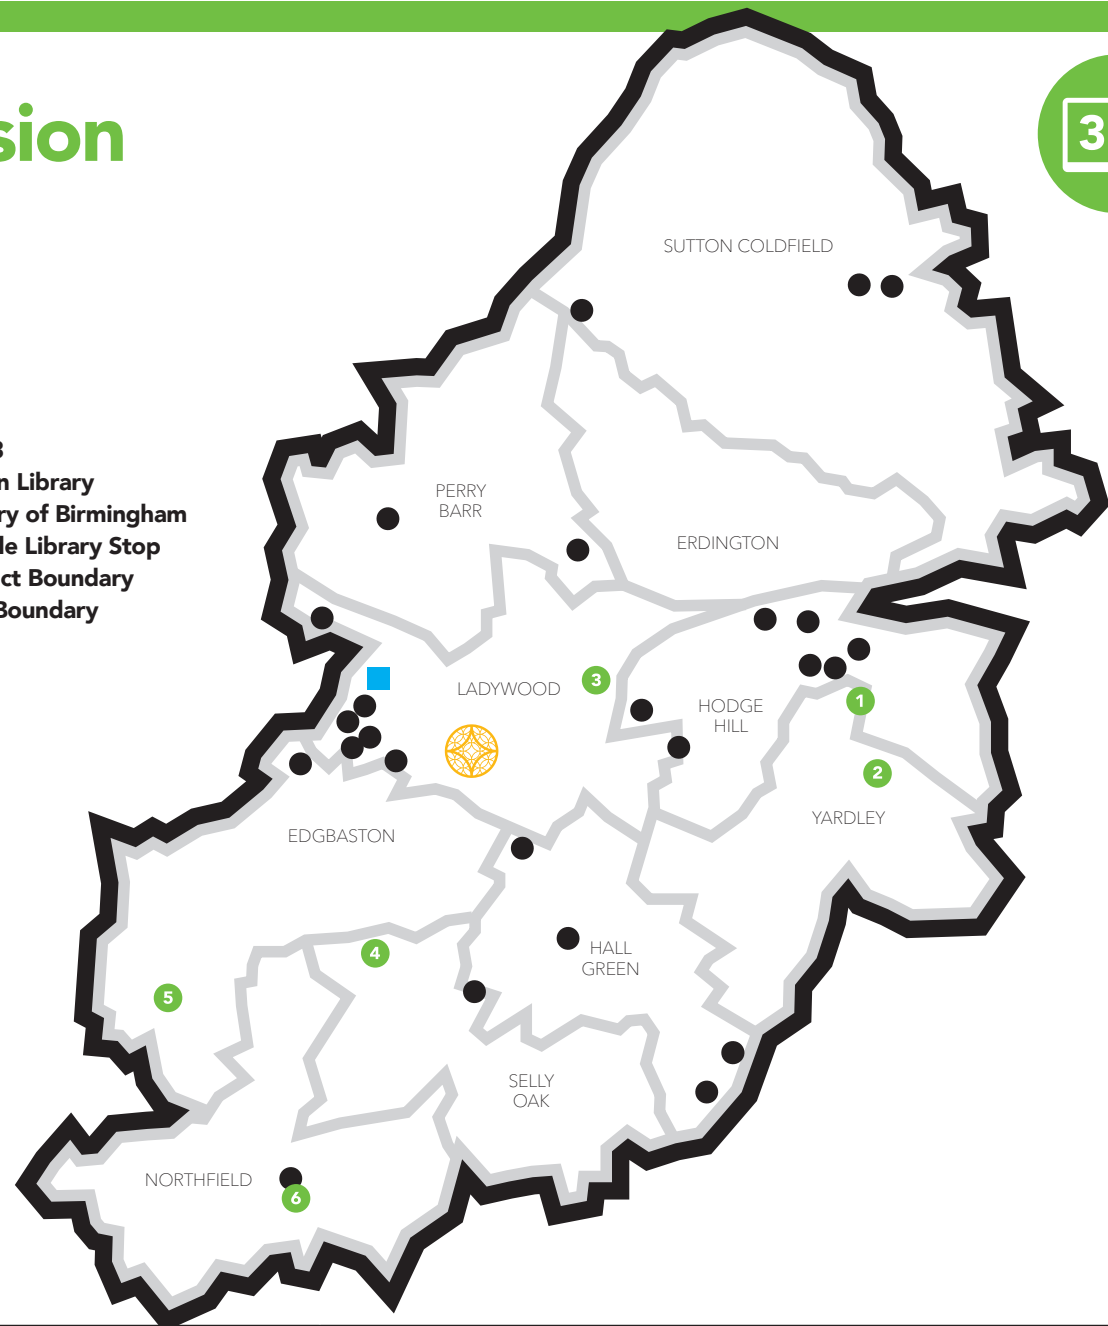 sion
3
3
n Library
ry of Birmingham
le Library Stop
ct Boundary
Boundary
SUTTON COLDFIELD
PERRY
BARR
ERDINGTON
LADYWOOD
3
HODGE
HILL
1
2
YARDLEY
EDGBASTON
4
HALL
GREEN
5
SELLY
OAK
NORTHFIELD
6